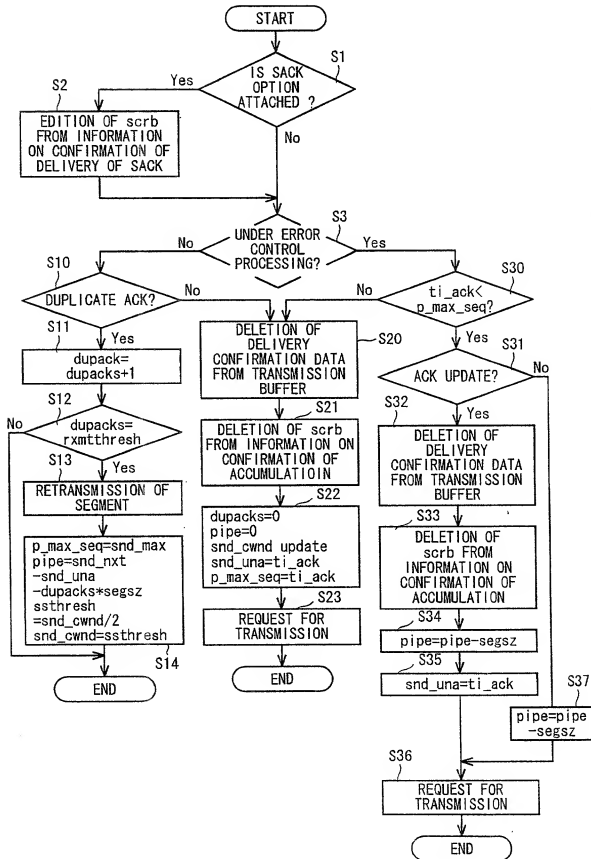 START
S1
IS SACK
OPTION
ATTACHED ?
Yes
No
S2
EDITION OF scrb
FROM INFORMATION
ON CONFIRMATION OF
DELIVERY OF SACK
S3
UNDER ERROR
CONTROL
PROCESSING?
No
Yes
S10
DUPLICATE ACK?
No
Yes
S11
dupack=
dupacks+1
S12
No
dupacks=
rxmtthresh
Yes
S13
RETRANSMISSION OF
SEGMENT
p_max_seq=snd_max
pipe=snd_nxt
-snd_una
-dupacks*segsz
ssthresh
=snd_cwnd/2
snd_cwnd=ssthresh
S14
END
S20
DELETION OF
DELIVERY
CONFIRMATION DATA
FROM TRANSMISSION
BUFFER
S21
DELETION OF scrb
FROM INFORMATION ON
CONFIRMATION OF
ACCUMULATIOIN
S22
dupacks=0
pipe=0
snd_cwnd update
snd_una=ti_ack
p_max_seq=ti_ack
S23
REQUEST FOR
TRANSMISSION
END
S30
No
ti_ack<
p_max_seq?
Yes
S31
ACK UPDATE?
No
Yes
S32
DELETION OF
DELIVERY
CONFIRMATION DATA
FROM TRANSMISSION
BUFFER
S33
DELETION OF
scrb FROM
INFORMATION ON
CONFIRMATION OF
ACCUMULATION
S34
pipe=pipe-segsz
S35
snd_una=ti_ack
S37
pipe=pipe
-segsz
S36
REQUEST FOR
TRANSMISSION
END